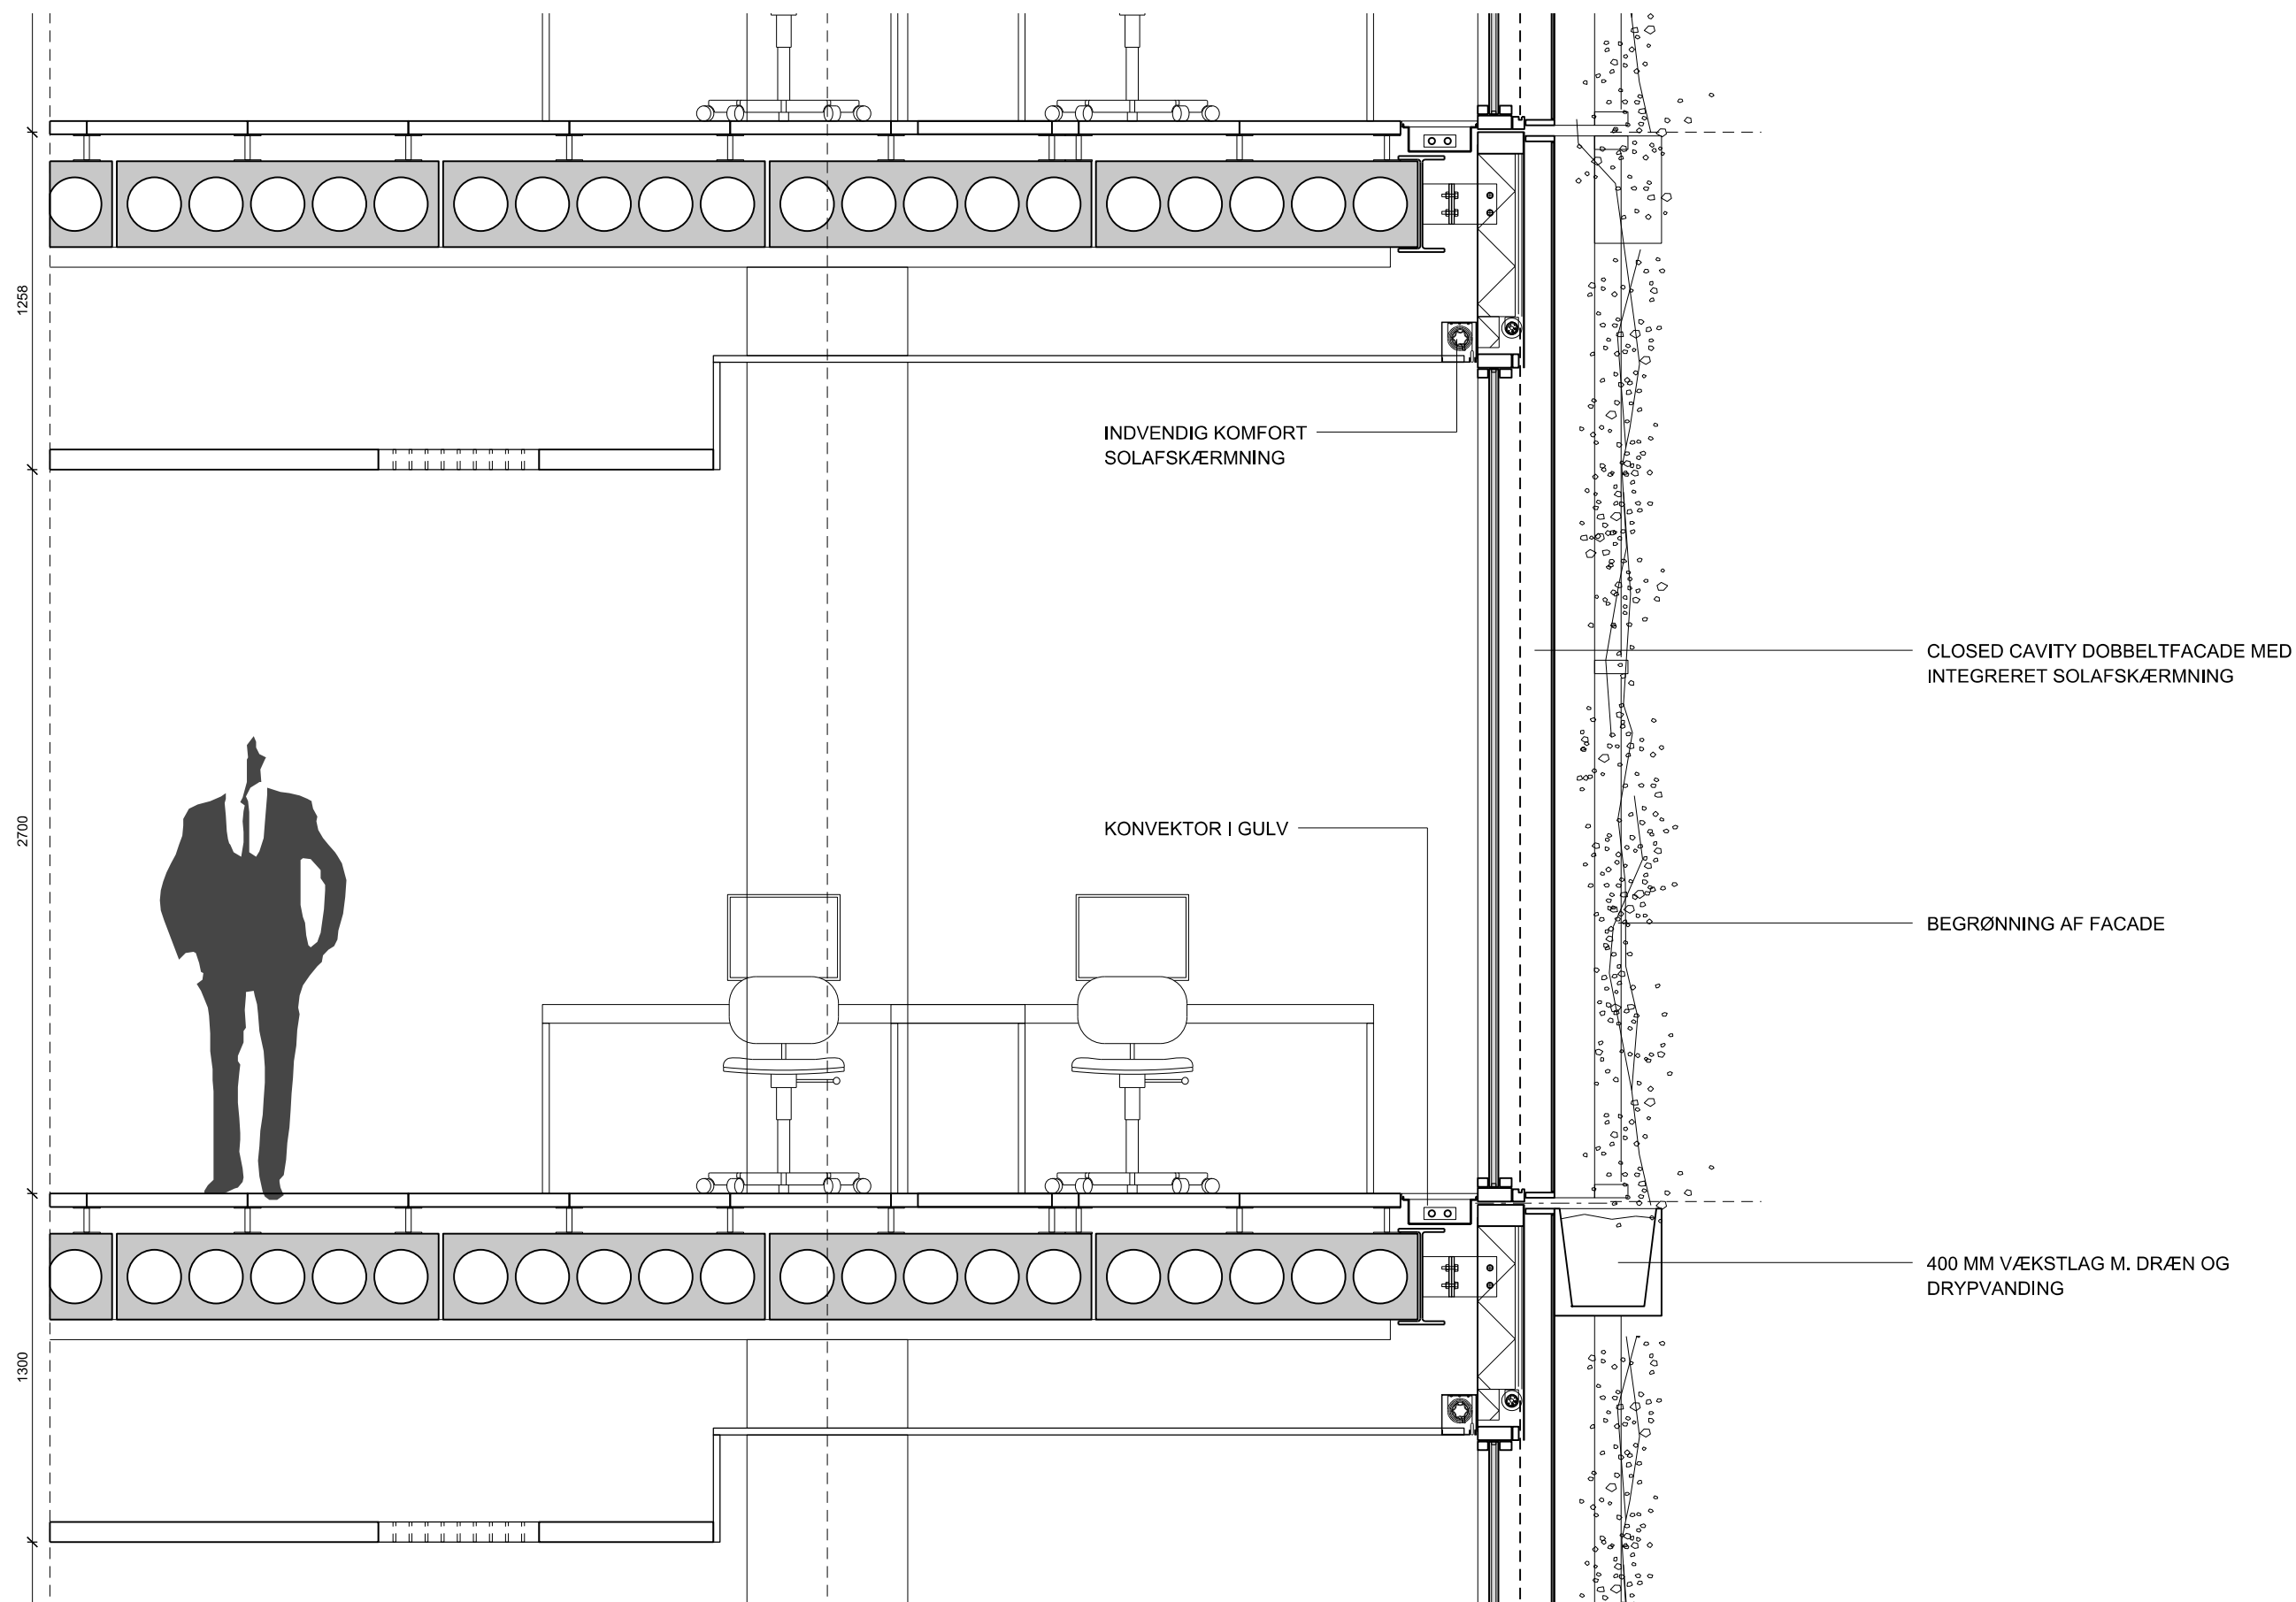 1258
INDVENDIG KOMFORT
SOLAFSKÆRMNING
CLOSED CAVITY DOBBELTFACADE MED
INTEGRERET SOLAFSKÆRMNING
2700
KONVEKTOR I GULV
BEGRØNNING AF FACADE
400 MM VÆKSTLAG M. DRÆN OG
DRYPVANDING
1300